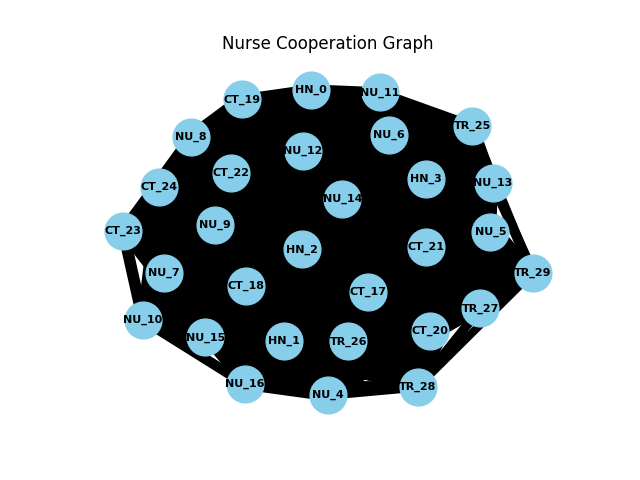 Nurse Cooperation Graph
HN_0
NU_11
CT_19
TR_25
NU_8
NU_6
NU_12
CT_22
HN_3
NU_13
CT_24
NU_14
NU_9
CT_23
NU_5
CT_21
HN_2
NU_7
TR_29
CT_18
CT_17
TR_27
NU_10
CT_20
NU_15
HN_1
TR_26
NU_16
TR_28
NU_4